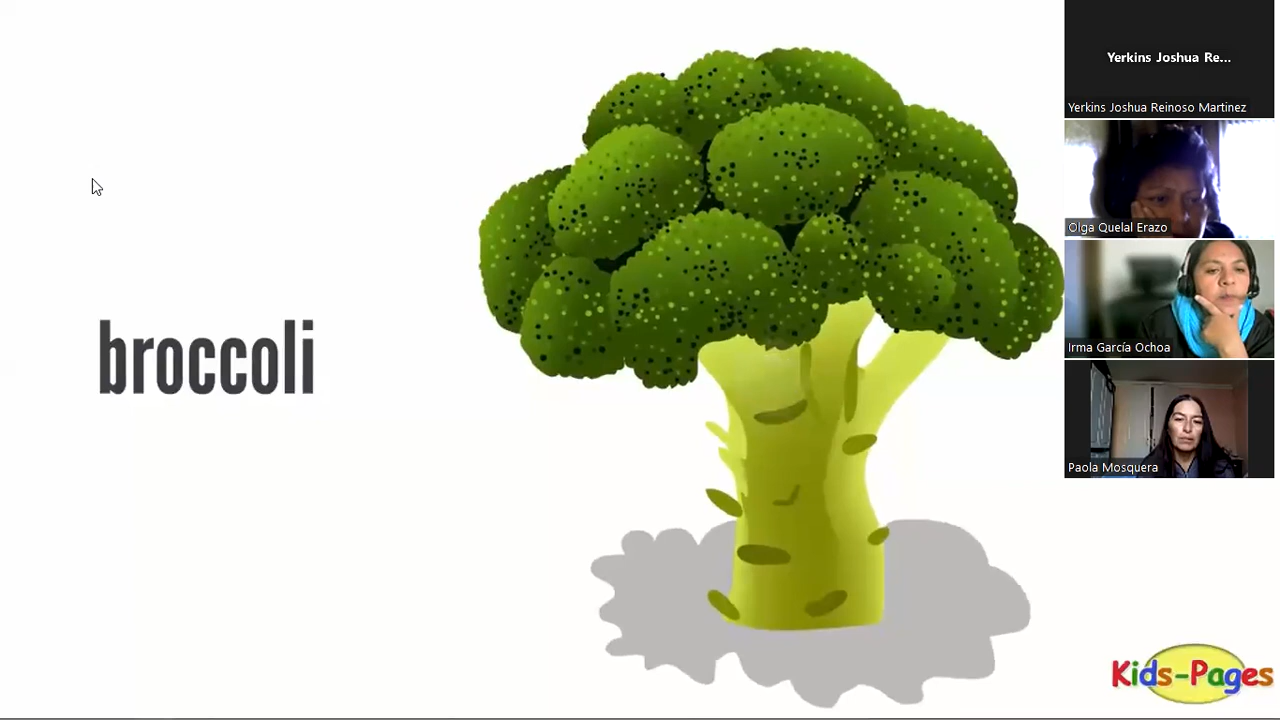 broccoli
Yerkins Joshua Re...
Yerkins Joshua Reinoso Martinez
Olga Quelal Erazo
Irma García Ochoa
Paola Mosquera
Kids-Pages